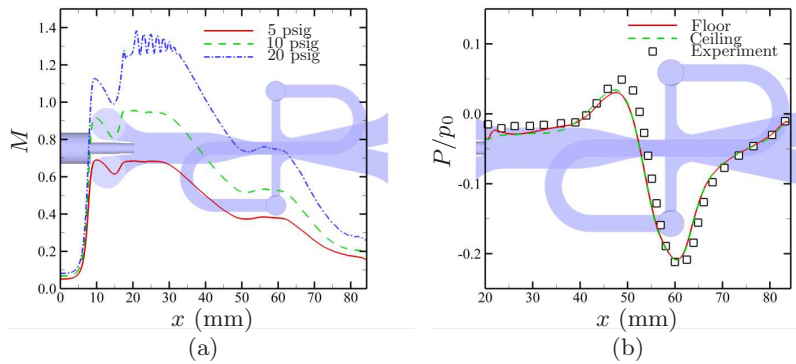 5 psig
10 psig
20 psig
1.4
1.2
1.0
0.8
0.6
0.4
0.2
0.0
M
0 10 20 30 40 50 60 70 80
x (mm)
(a)
Floor
Ceiling
Experiment
0.0
-0.1
-0.2
P/p0
20 30 40 50 60 70 80
x (mm)
(b)